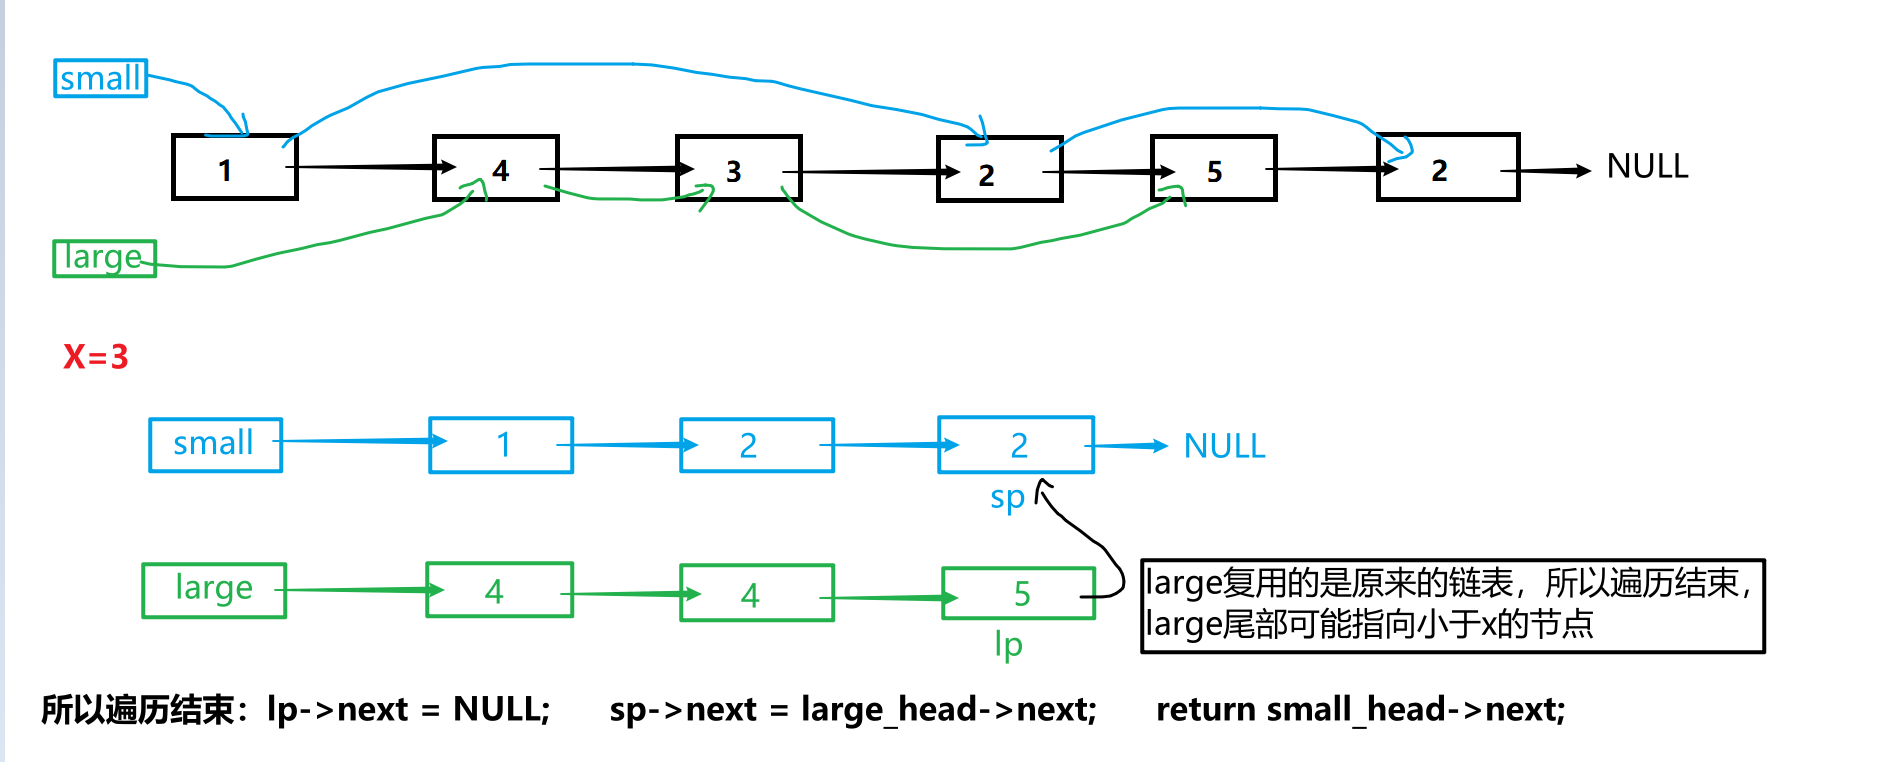 small
1 4 3 2 5 2 NULL
large
X=3
small 1 2 2 NULL
sp
large 4 4 5
lp
large复用的是原来的链表，所以遍历结束，
large尾部可能指向小于x的节点
所以遍历结束：lp->next = NULL; sp->next = large_head->next; return small_head->next;